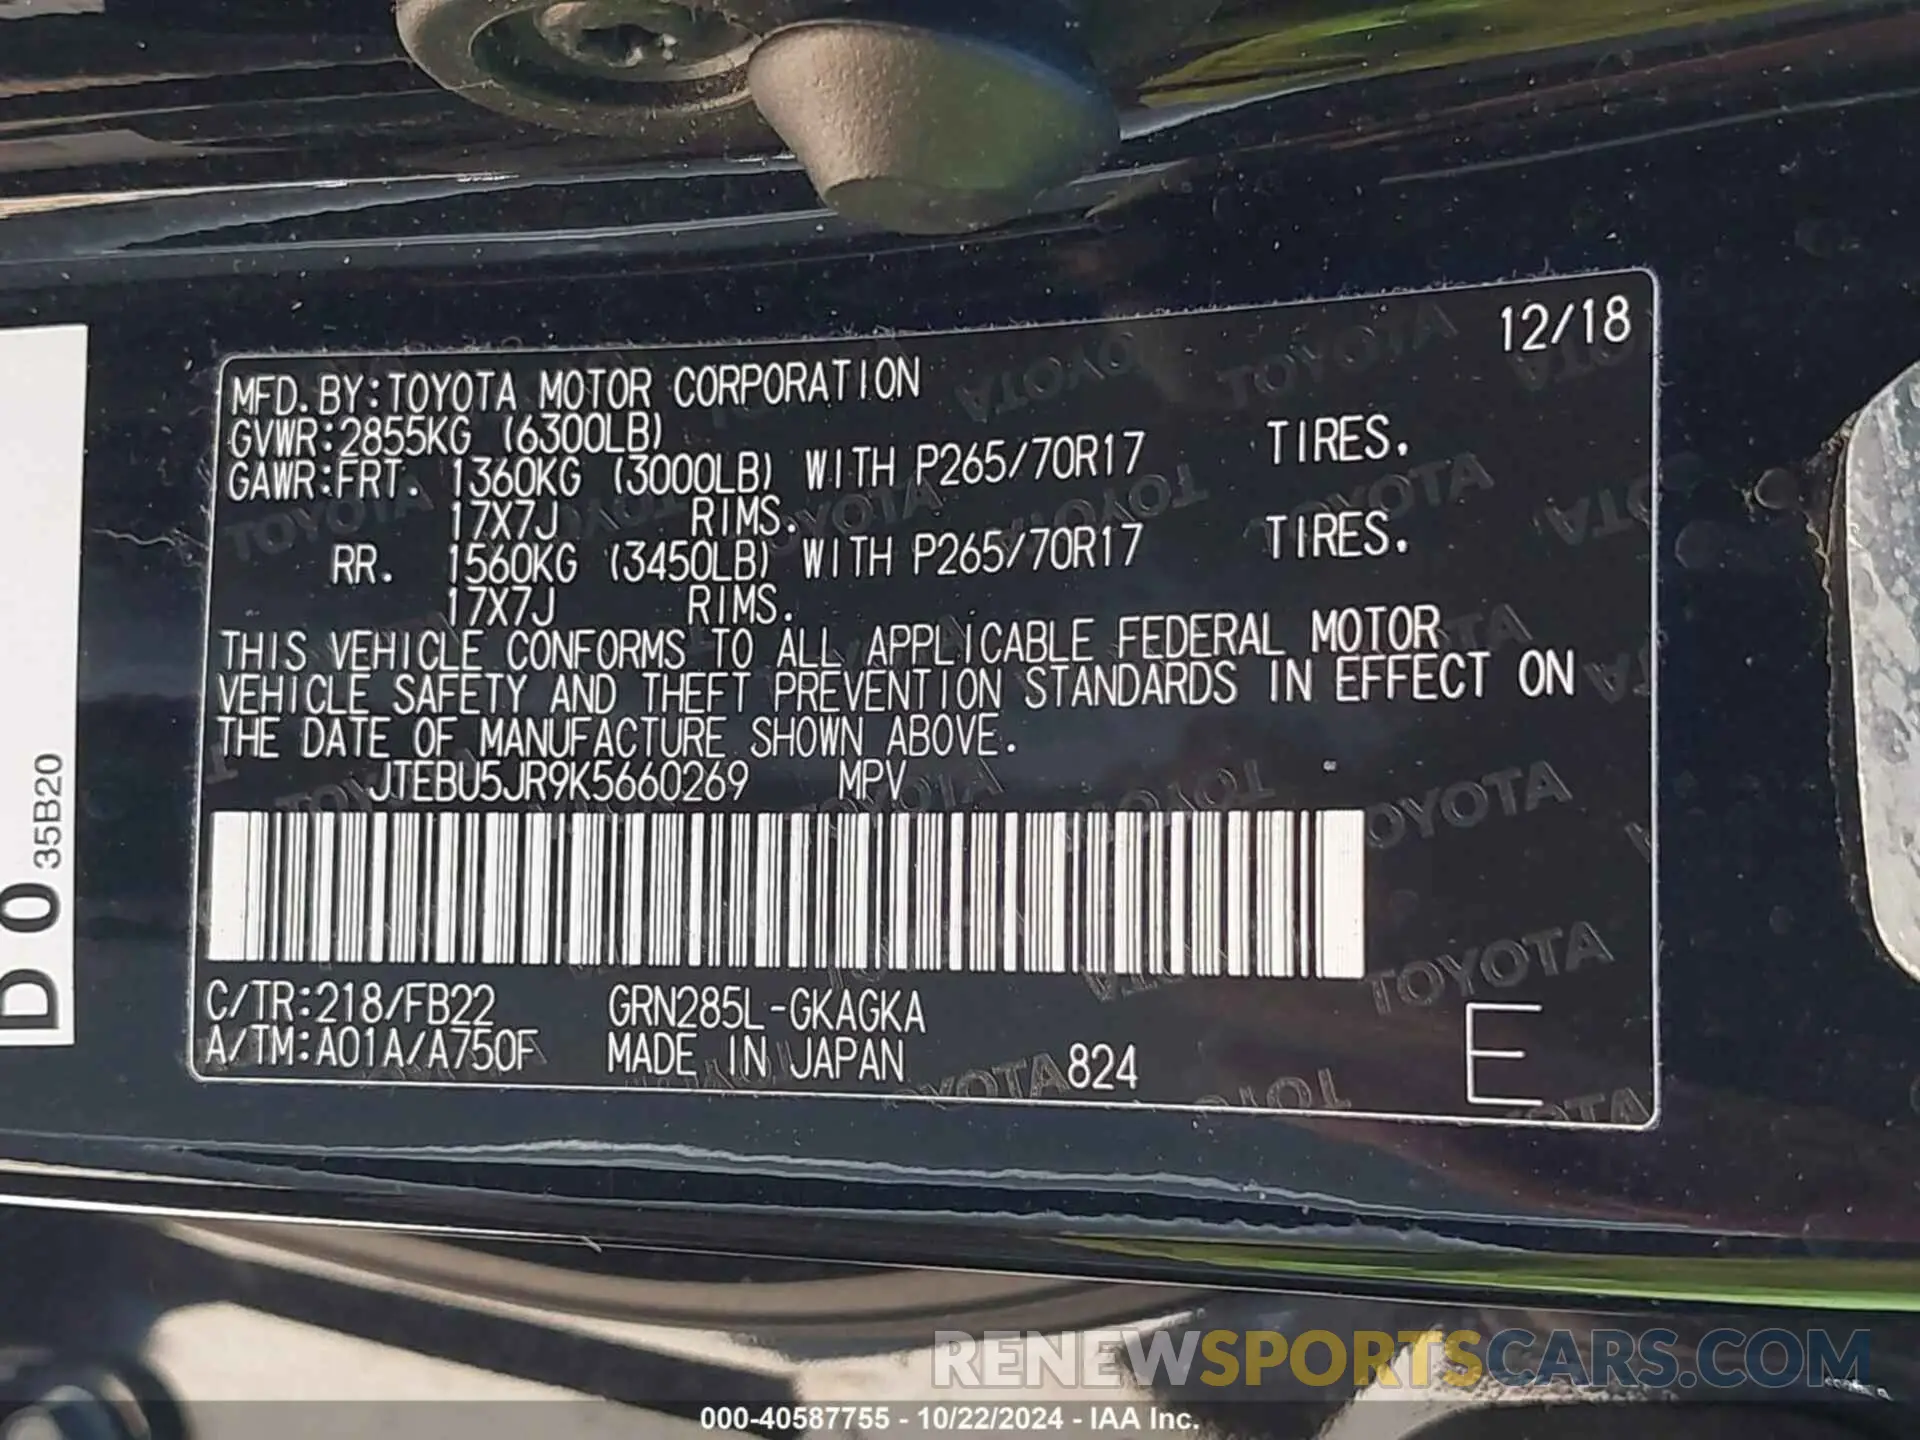 12/18
MFD.BY:TOYOTA MOTOR CORPORATION
GVWR:2855KG (6300LB)
GAWR:FRT. 1360KG (3000LB) WITH P265/70R17 TIRES.
17X7J RIMS.
RR. 1560KG (3450LB) WITH P265/70R17 TIRES.
17X7J RIMS.
THIS VEHICLE CONFORMS TO ALL APPLICABLE FEDERAL MOTOR
VEHICLE SAFETY AND THEFT PREVENTION STANDARDS IN EFFECT ON
THE DATE OF MANUFACTURE SHOWN ABOVE.
JTEBU5JR9K5660269 MPV
C/TR:218/FB22 GRN285L-GKAGKA
A/TM:A01A/A750F MADE IN JAPAN 824
E
D 0
35B20
RENEWSPORTSCARS.COM
000-40587755 - 10/22/2024 - IAA Inc.